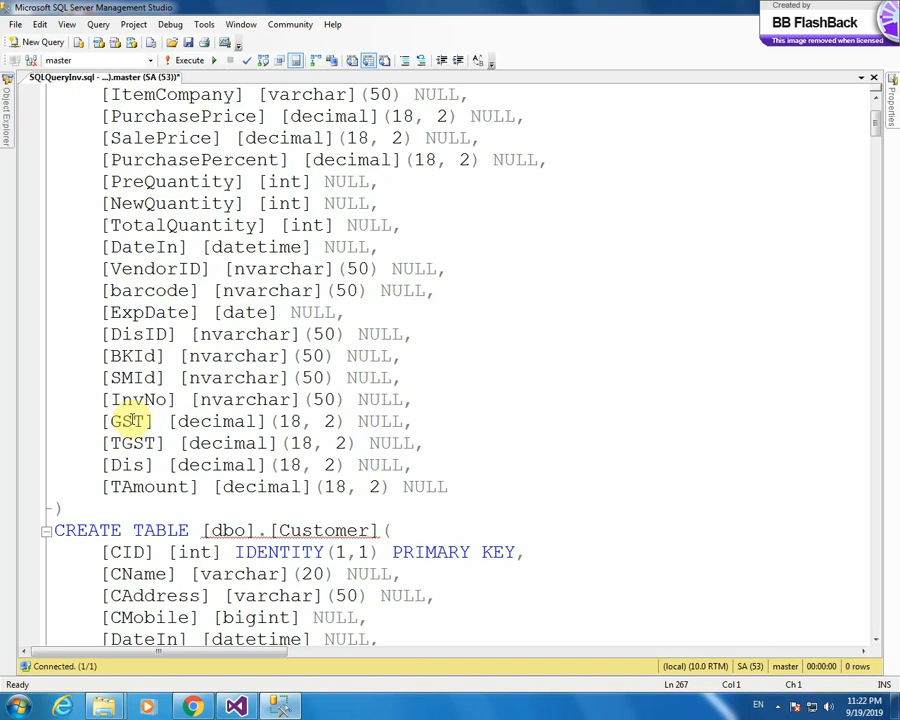 Microsoft SQL Server Management Studio
Created by
BB FlashBack
This image removed when licensed
File Edit View Query Project Debug Tools Window Community Help
New Query
master Execute
SQLQueryInv.sql - ...).master (SA (53))*
Object Explorer
Properties
[ItemCompany] [varchar](50) NULL,
[PurchasePrice] [decimal](18, 2) NULL,
[SalePrice] [decimal](18, 2) NULL,
[PurchasePercent] [decimal](18, 2) NULL,
[PreQuantity] [int] NULL,
[NewQuantity] [int] NULL,
[TotalQuantity] [int] NULL,
[DateIn] [datetime] NULL,
[VendorID] [nvarchar](50) NULL,
[barcode] [nvarchar](50) NULL,
[ExpDate] [date] NULL,
[DisID] [nvarchar](50) NULL,
[BKId] [nvarchar](50) NULL,
[SMId] [nvarchar](50) NULL,
[InvNo] [nvarchar](50) NULL,
[GST] [decimal](18, 2) NULL,
[TGST] [decimal](18, 2) NULL,
[Dis] [decimal](18, 2) NULL,
[TAmount] [decimal](18, 2) NULL
)
CREATE TABLE [dbo].[Customer](
[CID] [int] IDENTITY(1,1) PRIMARY KEY,
[CName] [varchar](20) NULL,
[CAddress] [varchar](50) NULL,
[CMobile] [bigint] NULL,
[DateIn] [datetime] NULL,
Connected. (1/1) (local) (10.0 RTM) SA (53) master 00:00:00 0 rows
Ready Ln 267 Col 1 Ch 1 INS
EN 11:22 PM
9/19/2019